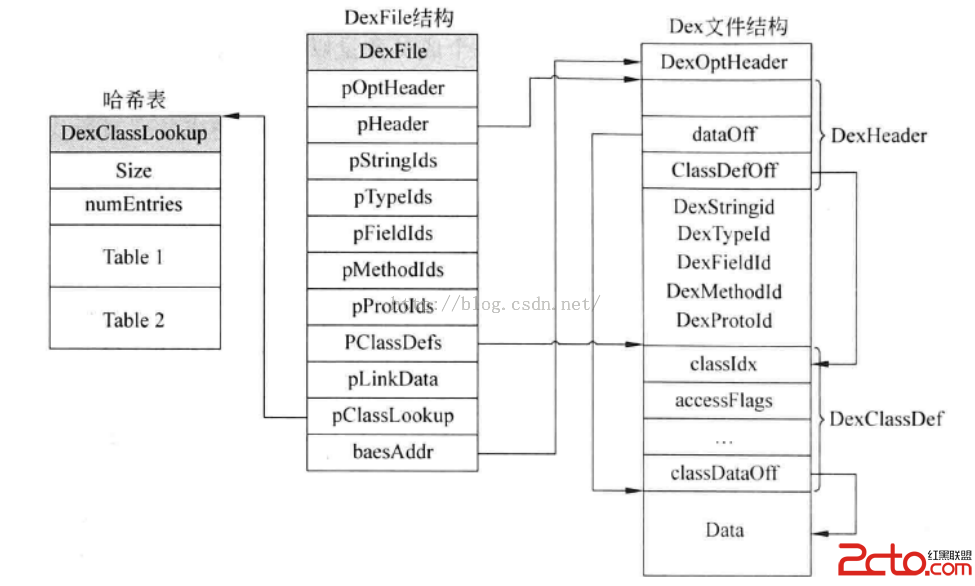 DexFile结构
DexFile
pOptHeader
pHeader
pStringIds
pTypeIds
pFieldIds
pMethodIds
pProtoIds
PClassDefs
pLinkData
pClassLookup
baesAddr
哈希表
DexClassLookup
Size
numEntries
Table 1
Table 2
Dex文件结构
DexOptHeader
dataOff
ClassDefOff
DexHeader
DexStringid
DexTypeId
DexFieldId
DexMethodId
DexProtoId
classIdx
accessFlags
...
classDataOff
DexClassDef
Data
http://blog.csdn.net/
2cto
红黑联盟
.com